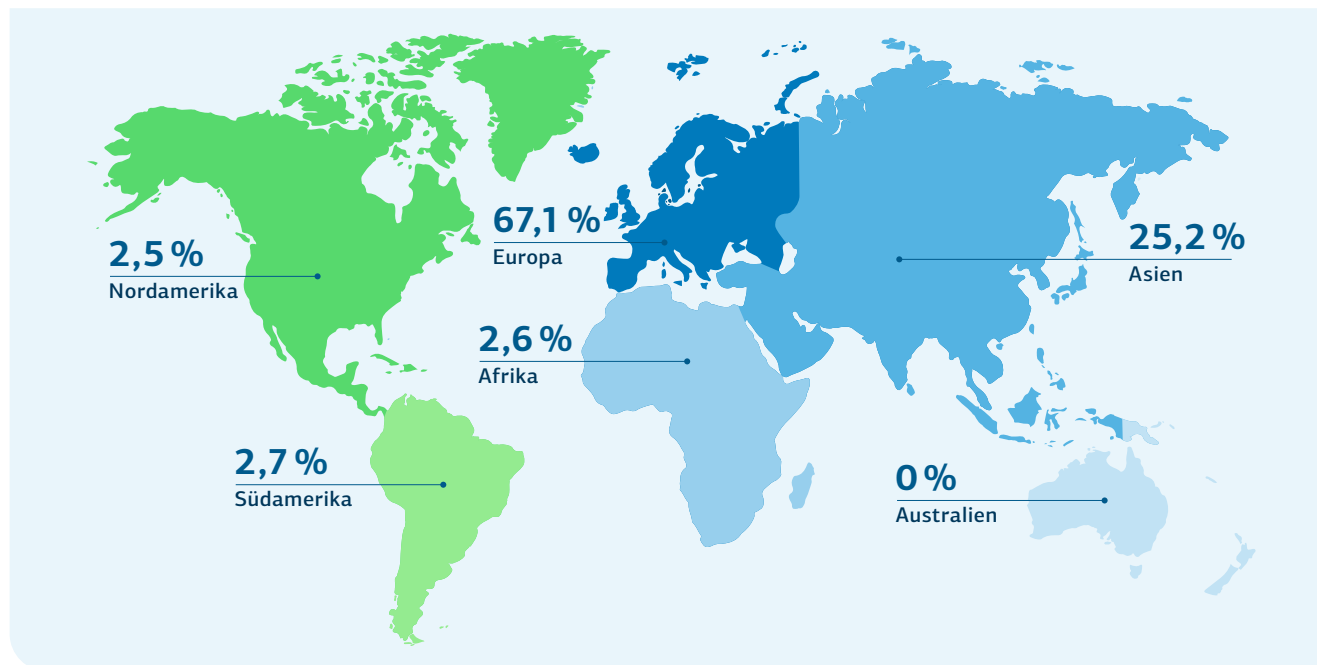 67,1 %
Europa
2,5 %
Nordamerika
25,2 %
Asien
2,6 %
Afrika
2,7 %
Südamerika
0 %
Australien